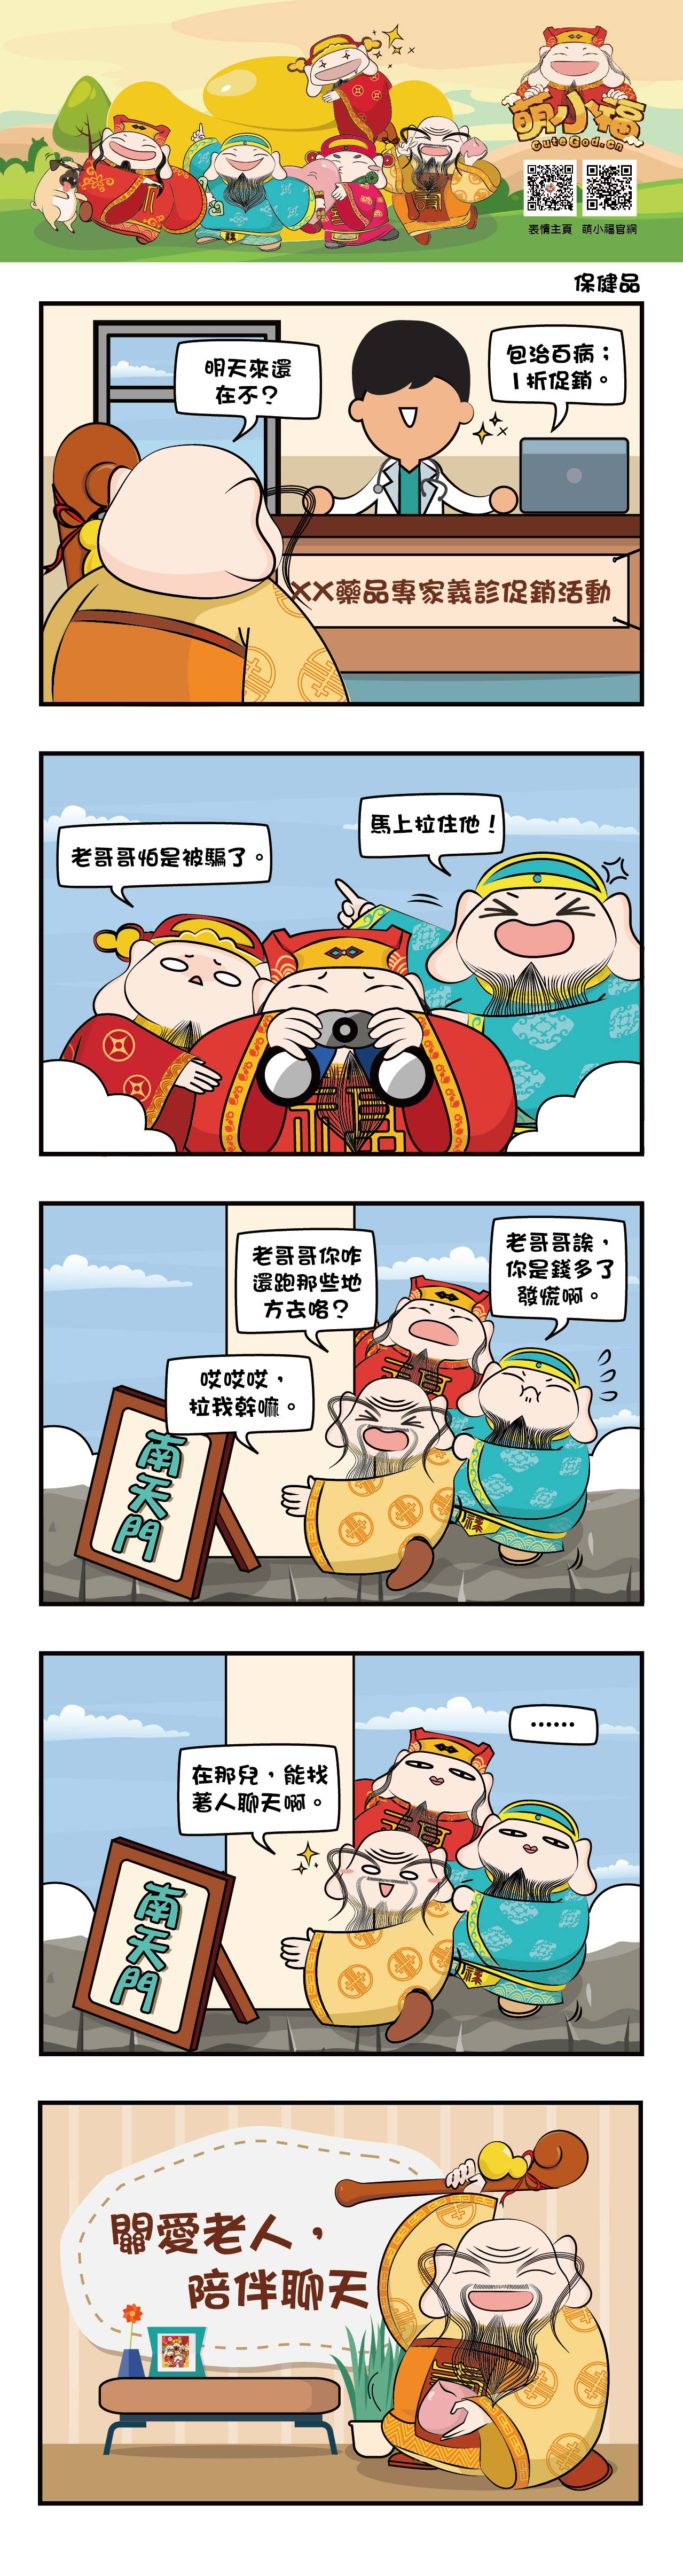 萌小福
CuteGod.cn
表情主頁 萌小福官網
保健品
明天來還
在不？
包治百病；
1折促銷。
XX藥品專家義診促銷活動
老哥哥怕是被騙了。
馬上拉住他！
老哥哥你咋
還跑那些地
方去咯？
老哥哥誒，
你是錢多了
發慌啊。
哎哎哎，
拉我幹嘛。
南天門
祿
……
在那兒，能找
著人聊天啊。
南天門
祿
關愛老人，
陪伴聊天